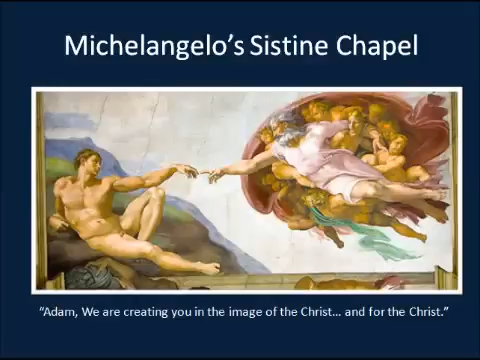 Michelangelo’s Sistine Chapel
“Adam, We are creating you in the image of the Christ... and for the Christ.”